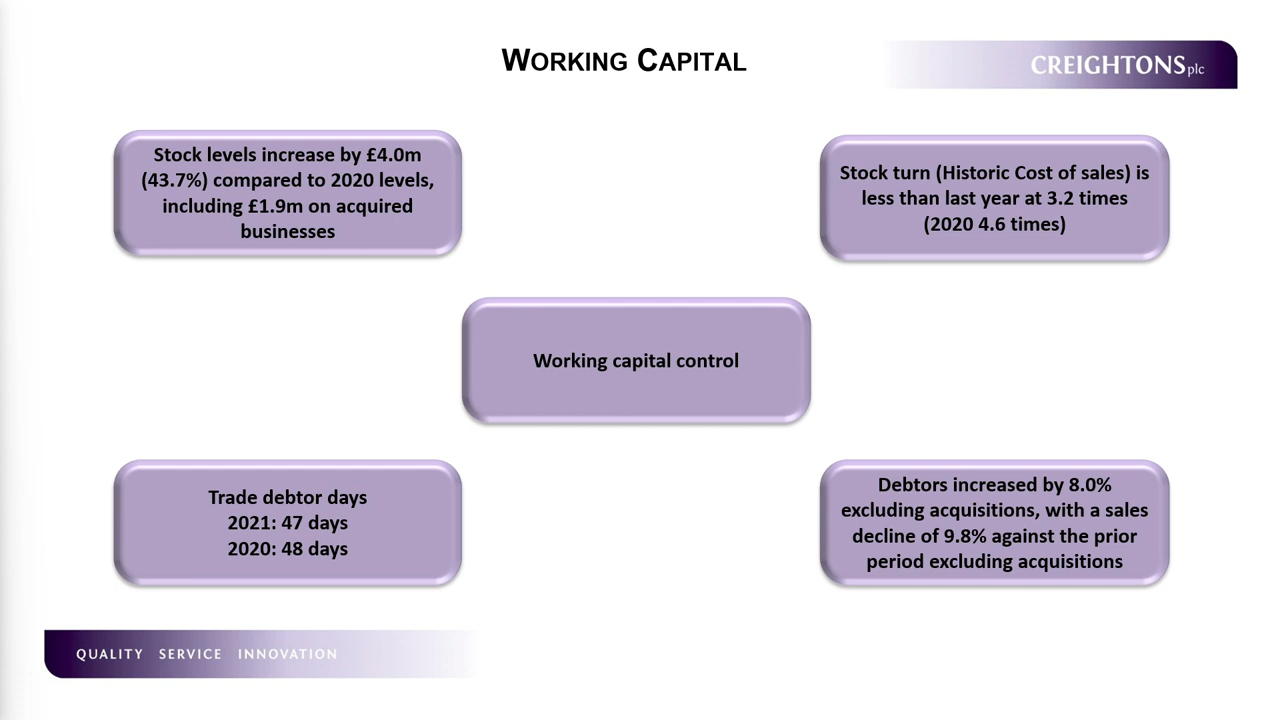 WORKING CAPITAL
CREIGHTONS plc
Stock levels increase by £4.0m
(43.7%) compared to 2020 levels,
including £1.9m on acquired
businesses
Stock turn (Historic Cost of sales) is
less than last year at 3.2 times
(2020 4.6 times)
Working capital control
Trade debtor days
2021: 47 days
2020: 48 days
Debtors increased by 8.0%
excluding acquisitions, with a sales
decline of 9.8% against the prior
period excluding acquisitions
QUALITY SERVICE INNOVATION